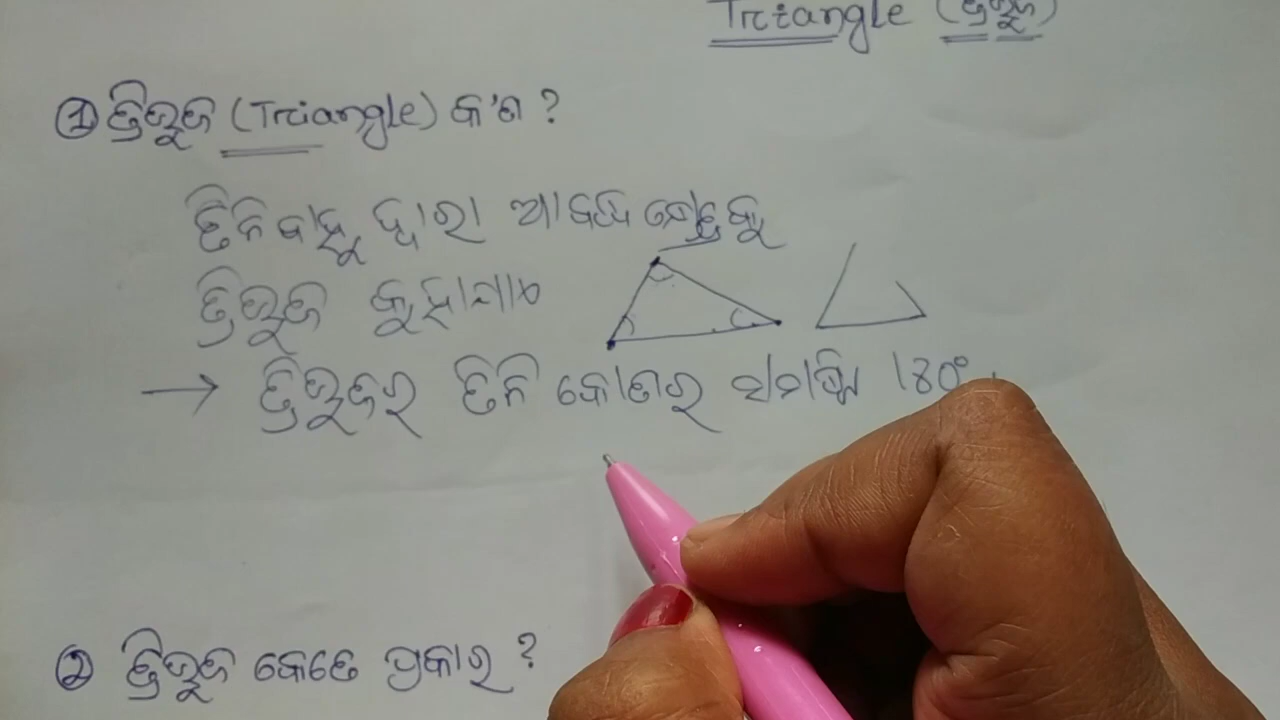 Triangle (ତ୍ରିଭୁଜ)
① ତ୍ରିଭୁଜ (Triangle) କ'ଣ ?
ତିନି ବାହୁ ଦ୍ୱାରା ଆବଦ୍ଧ କ୍ଷେତ୍ରକୁ
ତ୍ରିଭୁଜ କୁହାଯାଏ
→ ତ୍ରିଭୁଜର ତିନି କୋଣର ସମଷ୍ଟି 180°
② ତ୍ରିଭୁଜ କେତେ ପ୍ରକାର ?